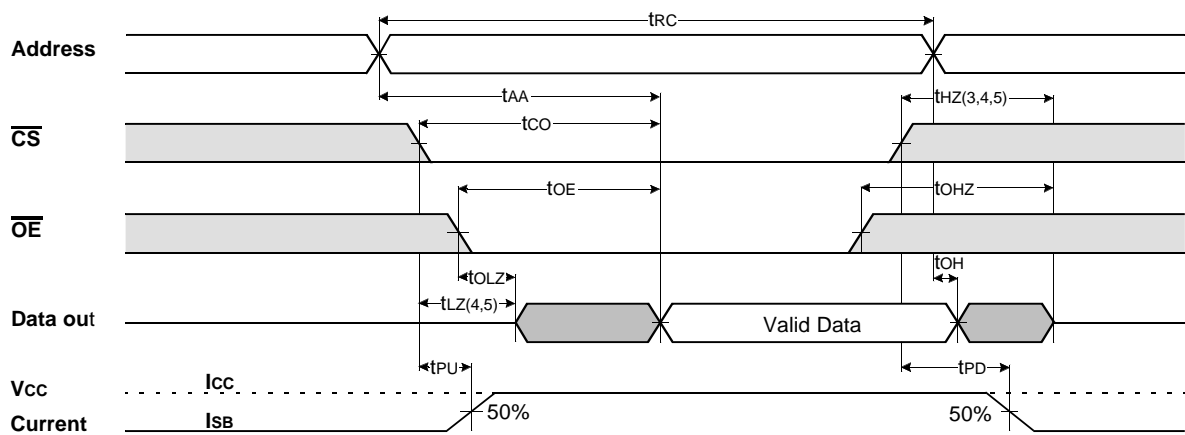 tRC
Address
tAA
tHZ(3,4,5)
tCO
CS
tOE
tOHZ
OE
tOH
tOLZ
tLZ(4,5)
Data out
Valid Data
tPU
tPD
VCC
ICC
50%
50%
Current
ISB